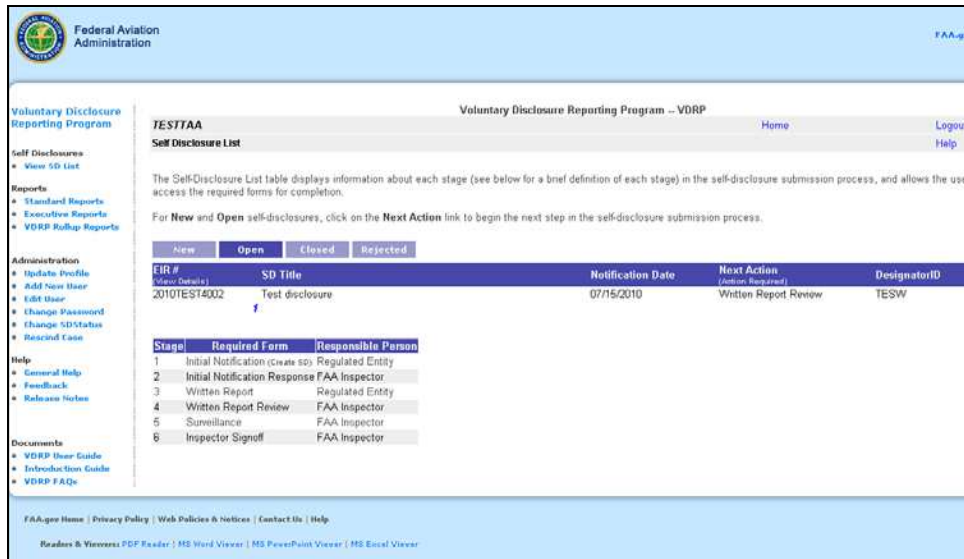 Federal Aviation
Administration
Voluntary Disclosure
Reporting Program
Self Disclosures
View SD List
Reports
Standard Reports
Executive Reports
VDRP Rollup Reports
Administration
Update Profile
Add New User
Edit User
Change Password
Change SDStatus
Rescind Case
Help
General Help
Feedback
Release Notes
Documents
VDRP User Guide
Introduction Guide
VDRP FAQs
Voluntary Disclosure Reporting Program -- VDRP
TESTTAA Home Logou
Self Disclosure List Help
The Self-Disclosure List table displays information about each stage (see below for a brief definition of each stage) in the self-disclosure submission process, and allows the use
access the required forms for completion.
For New and Open self-disclosures, click on the Next Action link to begin the next step in the self-disclosure submission process.
New Open Closed Rejected
EIR # SD Title Notification Date Next Action DesignatorID
(View Details) (Action Required)
2010TEST4002 Test disclosure 07/15/2010 Written Report Review TESW
1
Stage Required Form Responsible Person
1 Initial Notification (Create SD) Regulated Entity
2 Initial Notification Response FAA Inspector
3 Written Report Regulated Entity
4 Written Report Review FAA Inspector
5 Surveillance FAA Inspector
6 Inspector Signoff FAA Inspector
FAA.gov Home | Privacy Policy | Web Policies & Notices | Contact Us | Help
Readers & Viewers: PDF Reader | MS Word Viewer | MS PowerPoint Viewer | MS Excel Viewer